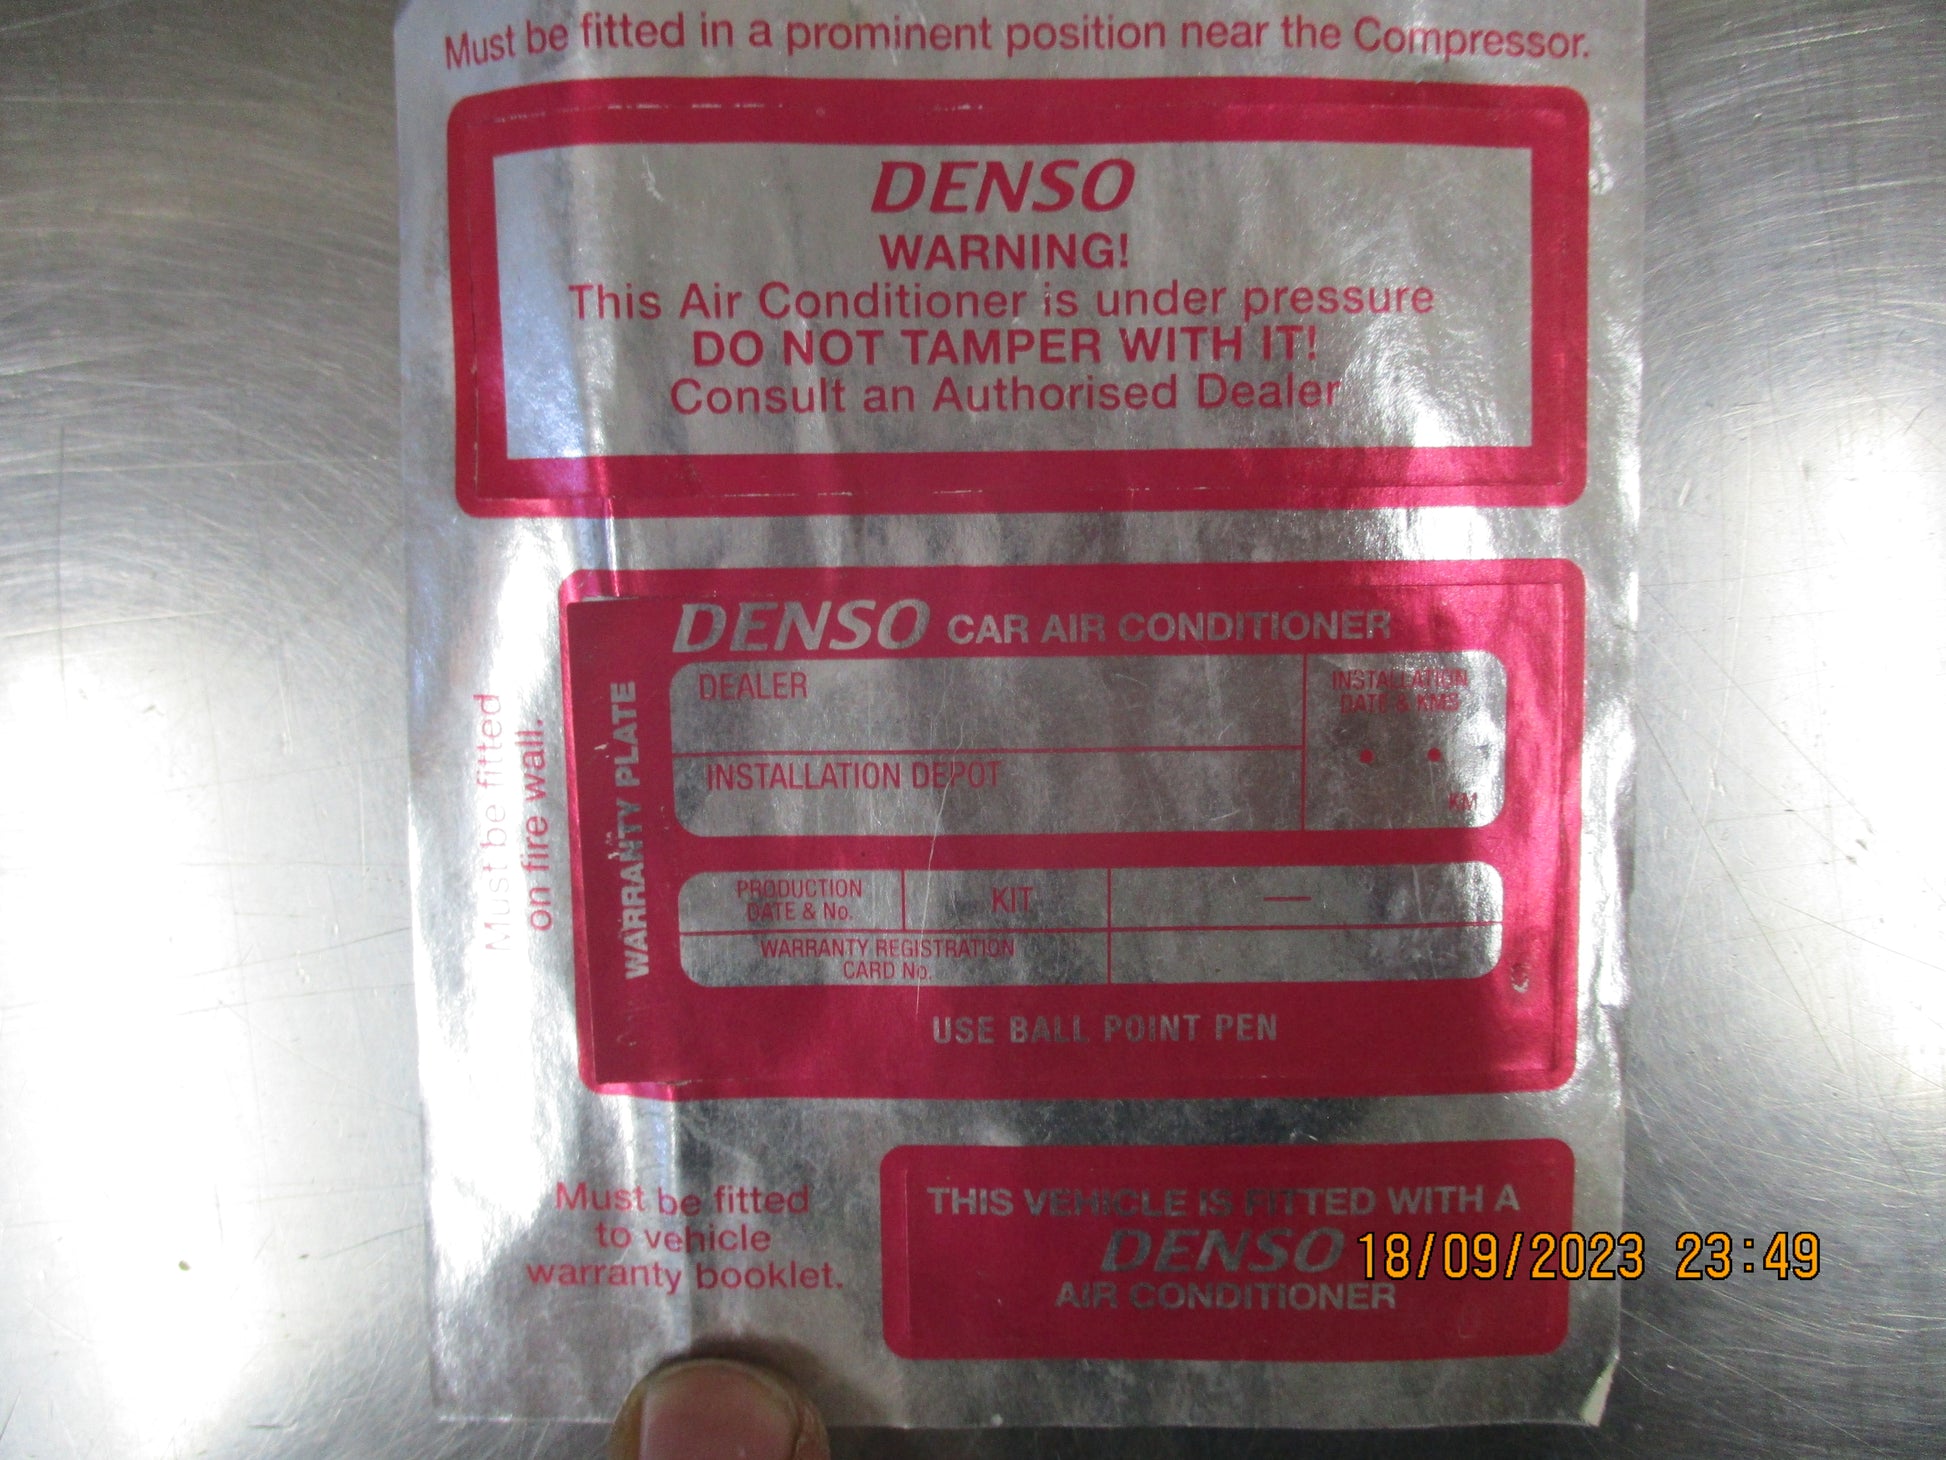 Must be fitted in a prominent position near the Compressor.
DENSO
WARNING!
This Air Conditioner is under pressure
DO NOT TAMPER WITH IT!
Consult an Authorised Dealer
Must be fitted
on fire wall.
WARRANTY PLATE
DENSO CAR AIR CONDITIONER
DEALER
INSTALLATION
DATE & KMS
INSTALLATION DEPOT
KM
PRODUCTION
DATE & No.
KIT
—
WARRANTY REGISTRATION
CARD No.
USE BALL POINT PEN
Must be fitted
to vehicle
warranty booklet.
THIS VEHICLE IS FITTED WITH A
DENSO
AIR CONDITIONER
18/09/2023 23:49